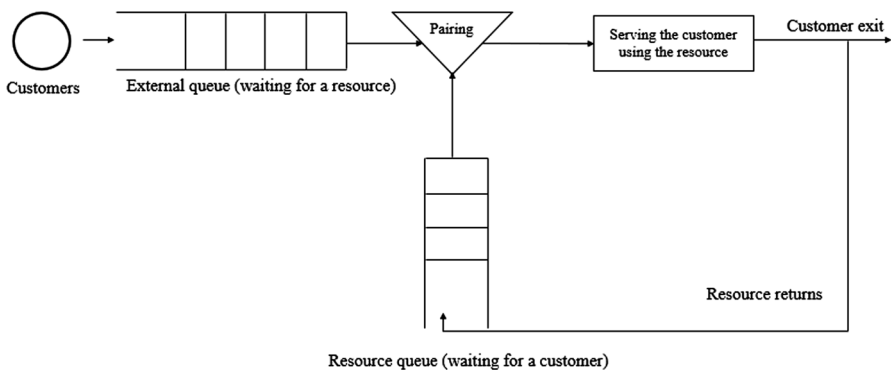 Customers
External queue (waiting for a resource)
Pairing
Serving the customer
using the resource
Customer exit
Resource returns
Resource queue (waiting for a customer)